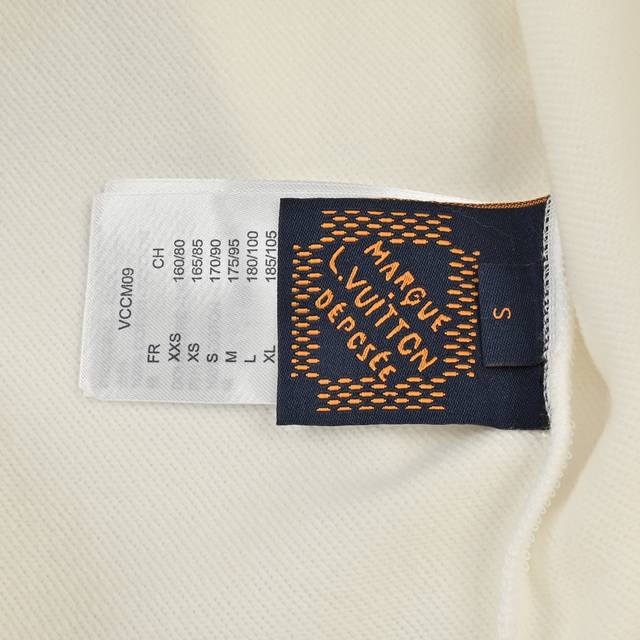 VCCM09
FR CH
XXS 160/80
XS 165/85
S 170/90
M 175/95
L 180/100
XL 185/105
MARQUE
L.VUITTON
DÉPOSÉE
S